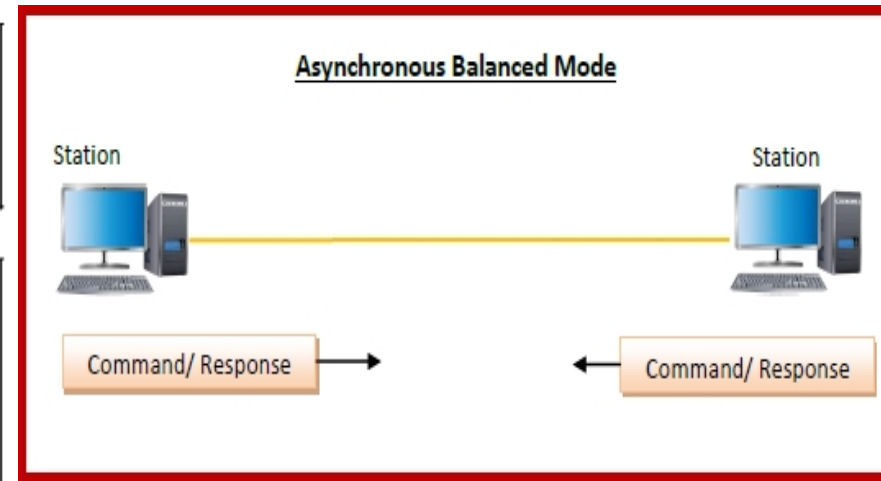 Asynchronous Balanced Mode
Station
Station
Command/ Response
Command/ Response